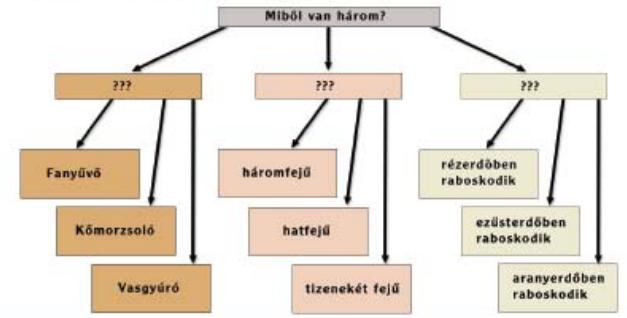 Miből van három?
???
???
???
Fanyűvő
háromfejű
rézerdőben
raboskodik
Kőmorzsoló
hatfejű
ezüsterdőben
raboskodik
Vasgyúró
tizenekét fejű
aranyerdőben
raboskodik